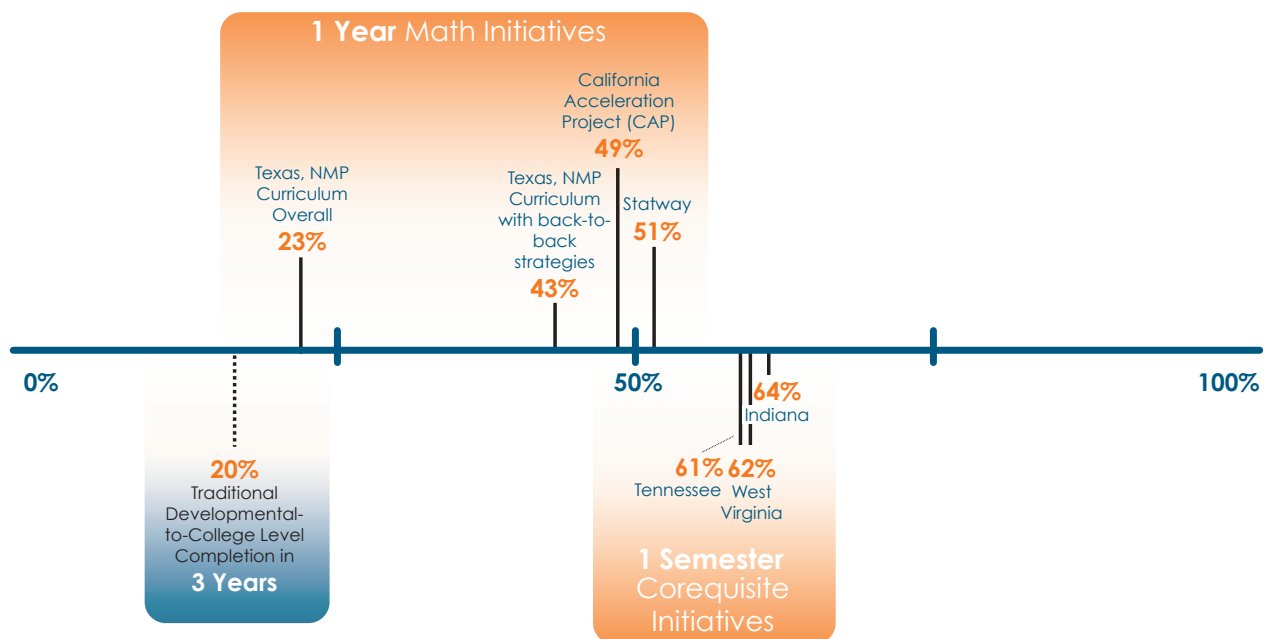 1 Year Math Initiatives
California
Acceleration
Project (CAP)
49%
Texas, NMP
Curriculum
Overall
23%
Texas, NMP
Curriculum
with back-to-
back
strategies
43%
Statway
51%
0%
50%
100%
20%
Traditional
Developmental-
to-College Level
Completion in
3 Years
64%
Indiana
61%
Tennessee
62%
West
Virginia
1 Semester
Corequisite
Initiatives